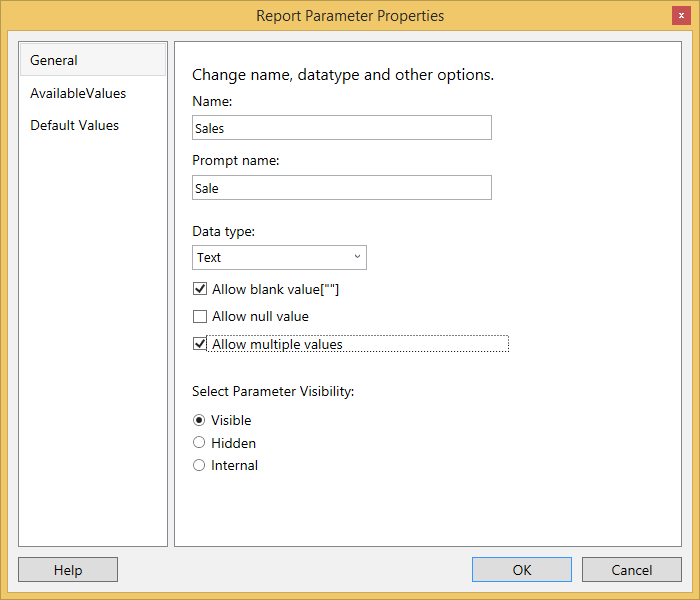 Report Parameter Properties
x
General
AvailableValues
Default Values
Change name, datatype and other options.
Name:
Sales
Prompt name:
Sale
Data type:
Text
Allow blank value[""]
Allow null value
Allow multiple values
Select Parameter Visibility:
Visible
Hidden
Internal
Help
OK
Cancel